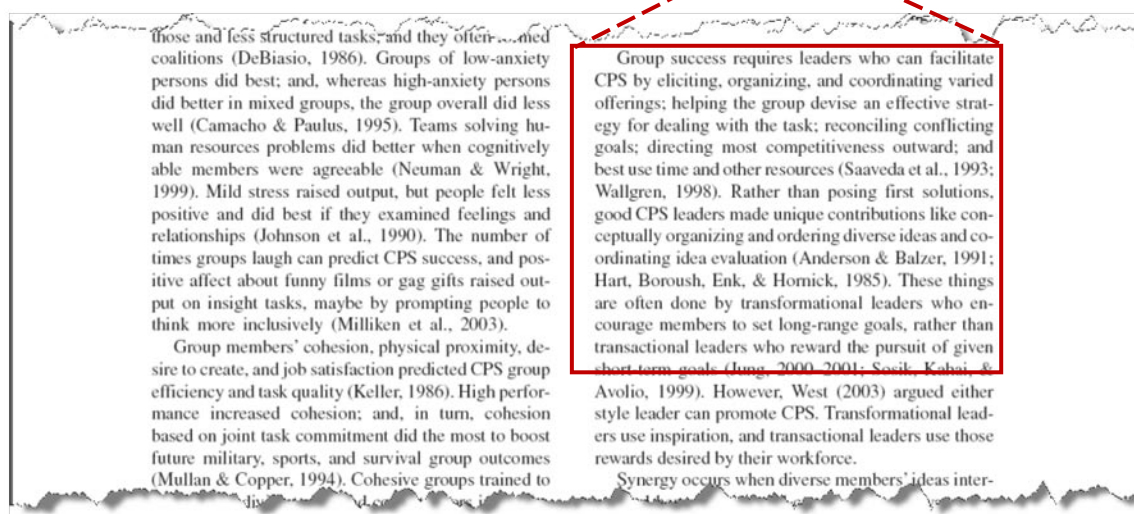 those and less structured tasks, and they often
coalitions (DeBiasio, 1986). Groups of low-anxiety
persons did best; and, whereas high-anxiety persons
did better in mixed groups, the group overall did less
well (Camacho & Paulus, 1995). Teams solving hu-
man resources problems did better when cognitively
able members were agreeable (Neuman & Wright,
1999). Mild stress raised output, but people felt less
positive and did best if they examined feelings and
relationships (Johnson et al., 1990). The number of
times groups laugh can predict CPS success, and pos-
itive affect about funny films or gag gifts raised out-
put on insight tasks, maybe by prompting people to
think more inclusively (Milliken et al., 2003).
Group members' cohesion, physical proximity, de-
sire to create, and job satisfaction predicted CPS group
efficiency and task quality (Keller, 1986). High perfor-
mance increased cohesion; and, in turn, cohesion
based on joint task commitment did the most to boost
future military, sports, and survival group outcomes
(Mullan & Copper, 1994). Cohesive groups trained to
Group success requires leaders who can facilitate
CPS by eliciting, organizing, and coordinating varied
offerings; helping the group devise an effective strat-
egy for dealing with the task; reconciling conflicting
goals; directing most competitiveness outward; and
best use time and other resources (Saaveda et al., 1993;
Wallgren, 1998). Rather than posing first solutions,
good CPS leaders made unique contributions like con-
ceptually organizing and ordering diverse ideas and co-
ordinating idea evaluation (Anderson & Balzer, 1991;
Hart, Boroush, Enk, & Hornick, 1985). These things
are often done by transformational leaders who en-
courage members to set long-range goals, rather than
transactional leaders who reward the pursuit of given
short-term goals (Jung, 2000–2001; Sosik, Kahai, &
Avolio, 1999). However, West (2003) argued either
style leader can promote CPS. Transformational lead-
ers use inspiration, and transactional leaders use those
rewards desired by their workforce.
Synergy occurs when diverse members' ideas inter-